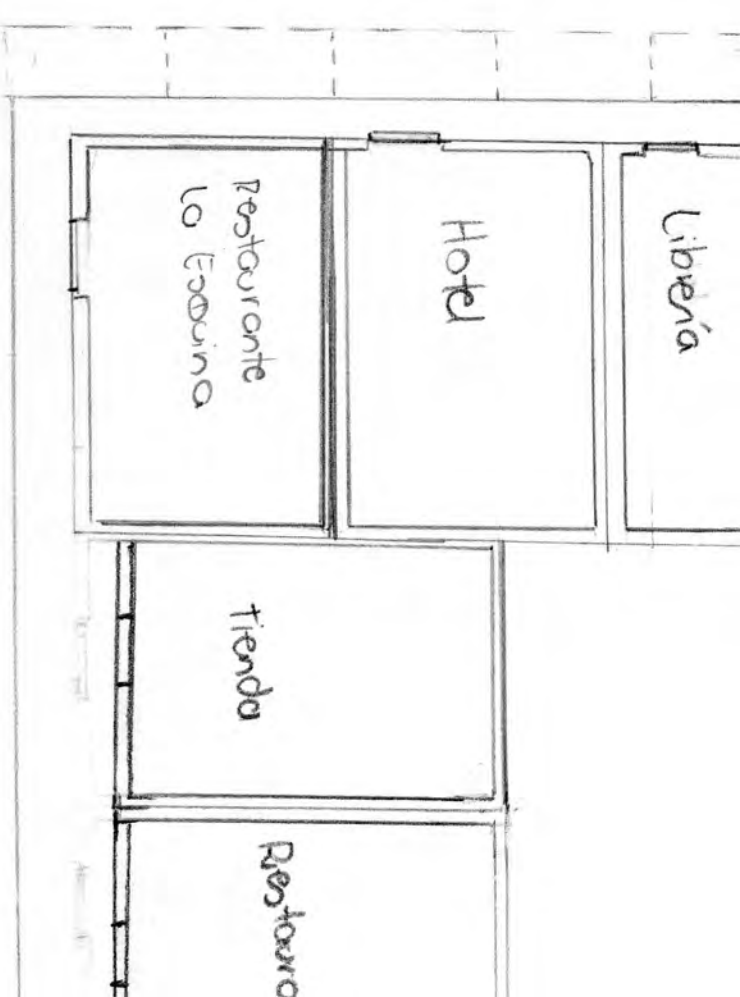 Restaurante
la Esquina
Hotel
Librería
Tienda
Restaura